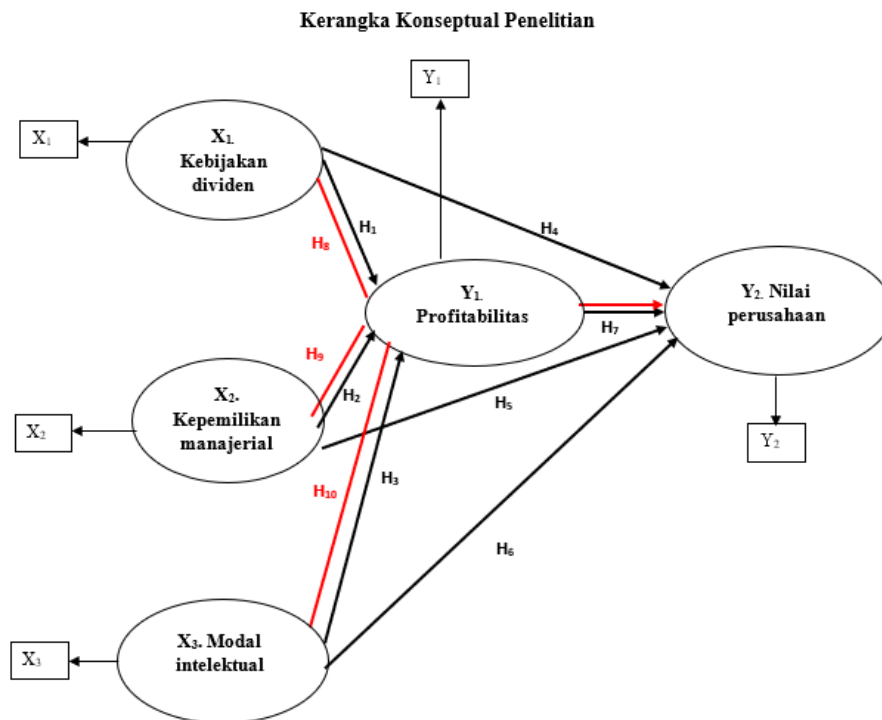 Kerangka Konseptual Penelitian
Y₁
X₁
X₁.
Kebijakan
dividen
H₁
H₄
H₈
Y₁.
Profitabilitas
Y₂. Nilai
perusahaan
H₇
H₉
X₂.
Kepemilikan
manajerial
H₂
H₅
X₂
Y₂
H₃
H₁₀
H₆
X₃. Modal
intelektual
X₃